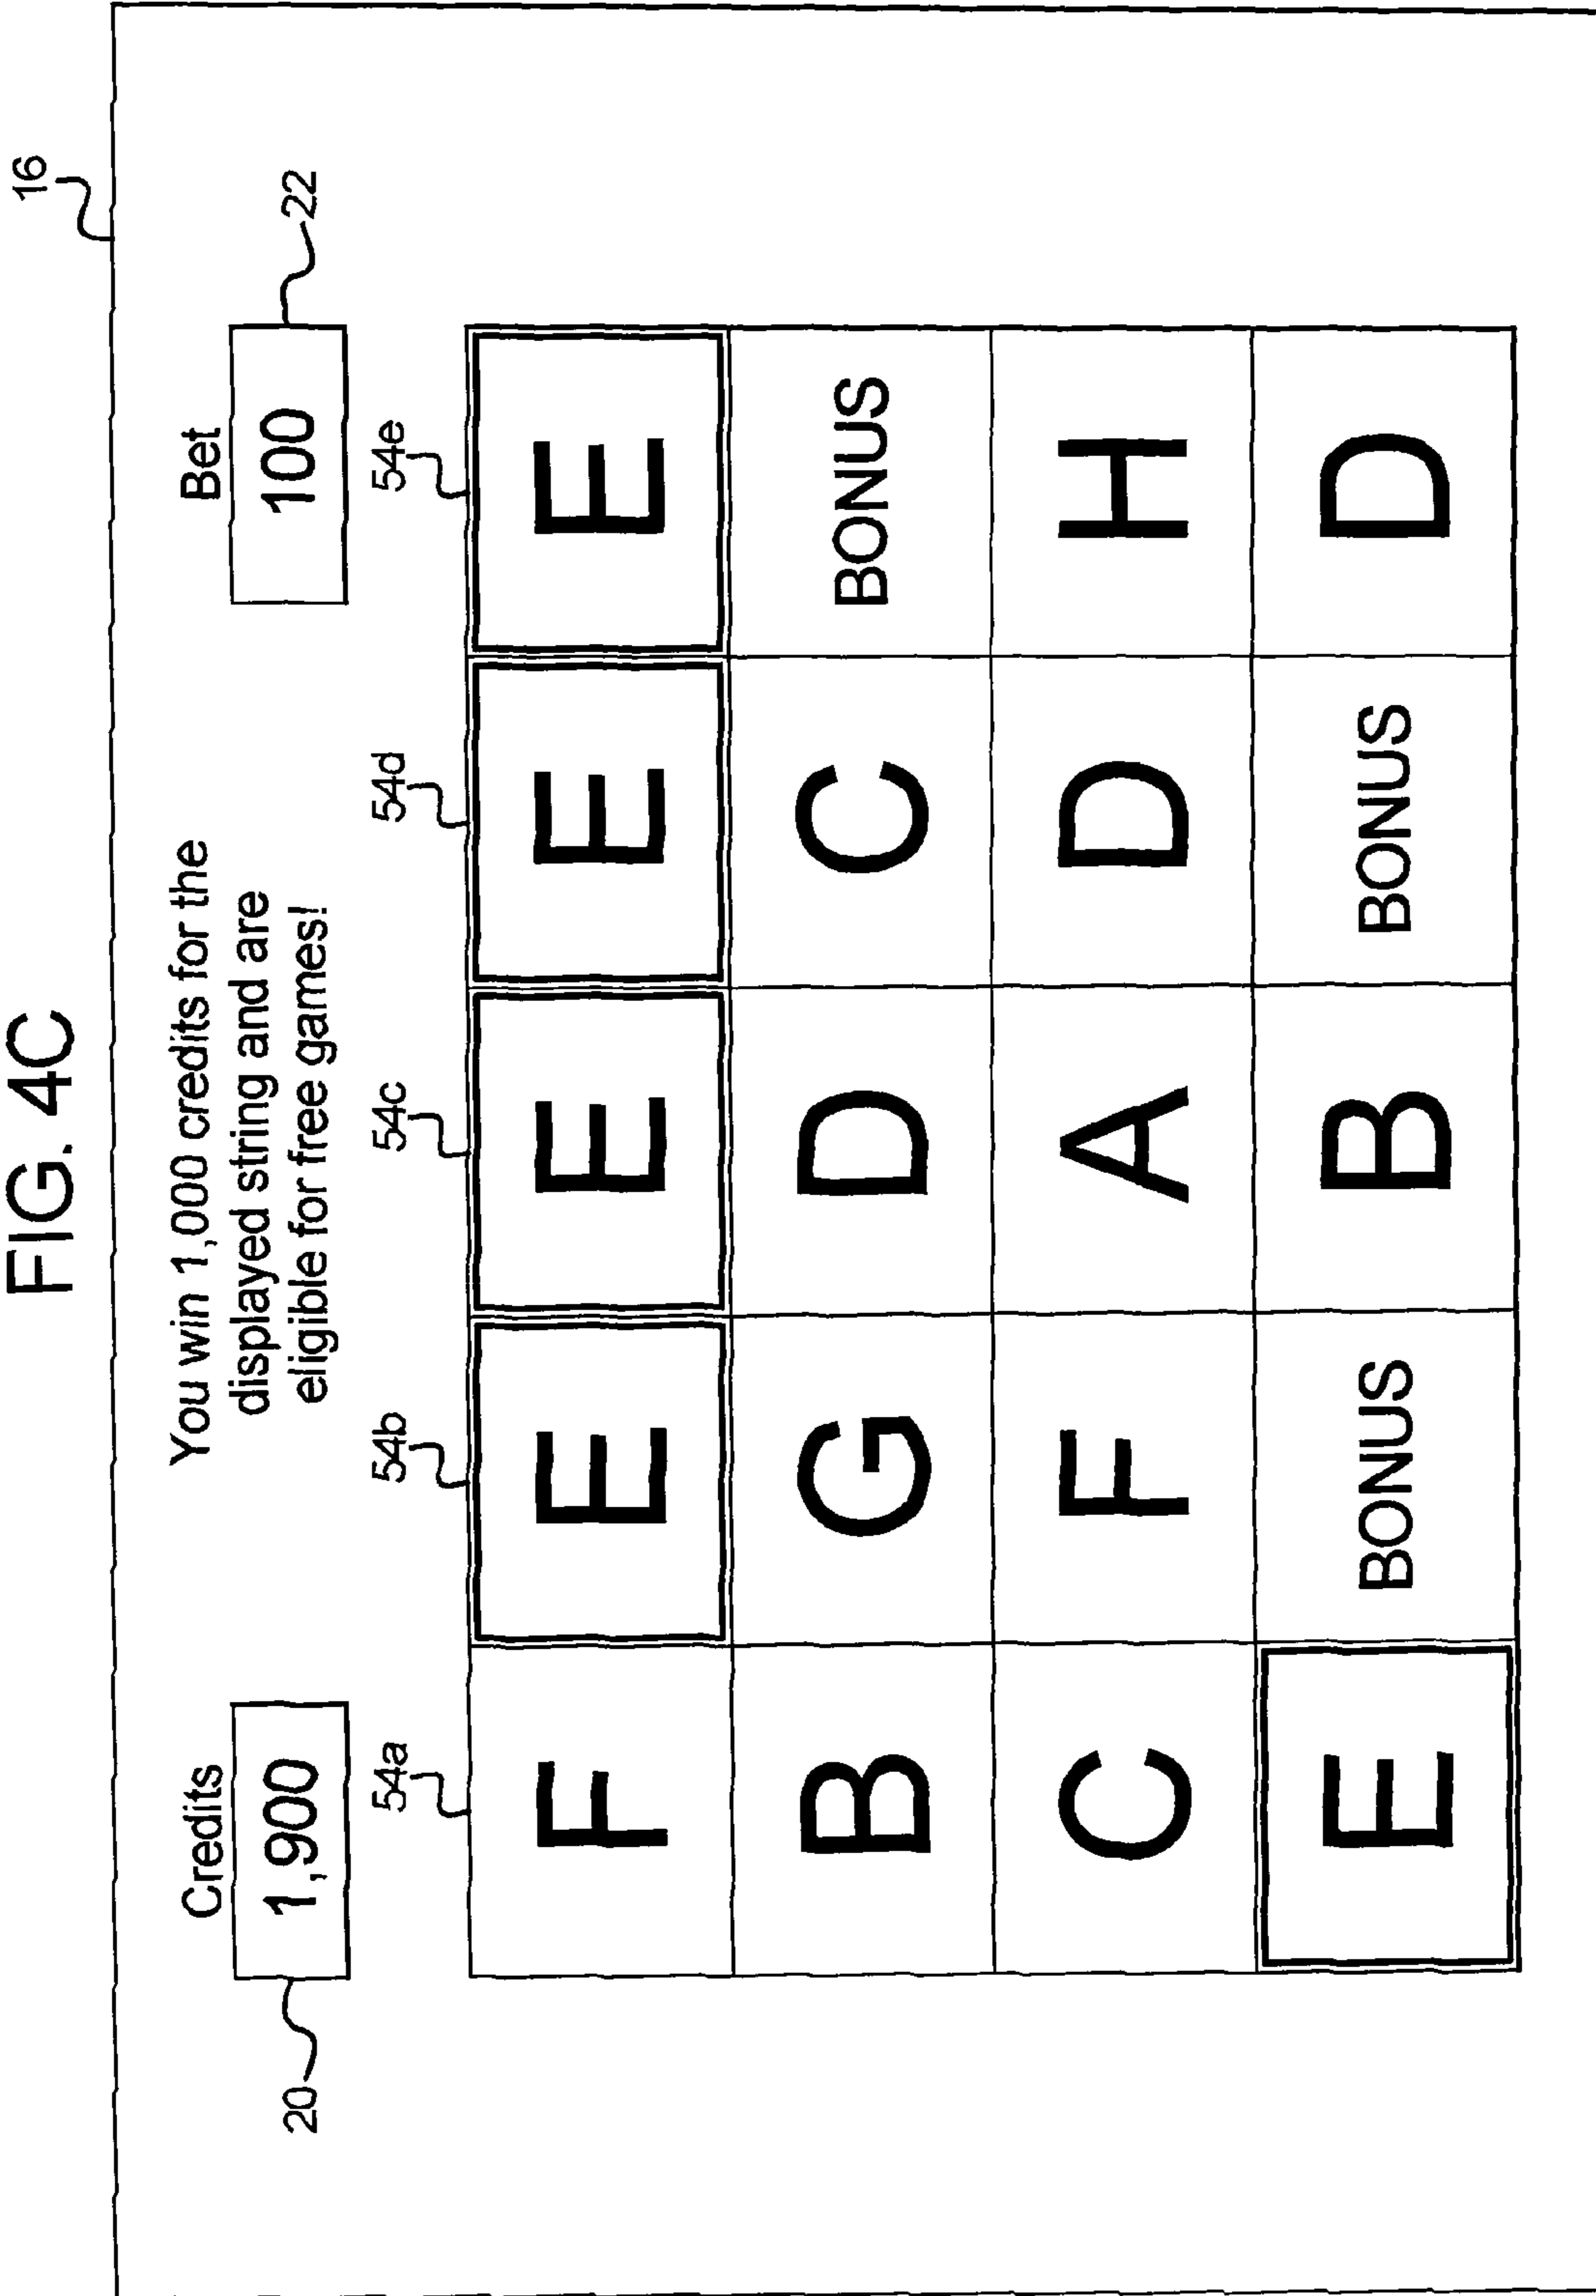 FIG. 4C
16
You win 1,000 credits for the
displayed string and are
eligible for free games!
Credits
1,900
20
Bet
100
22
54a 54b 54c 54d 54e
F E E E E
B G D C BONUS
C F A D H
E BONUS B BONUS D